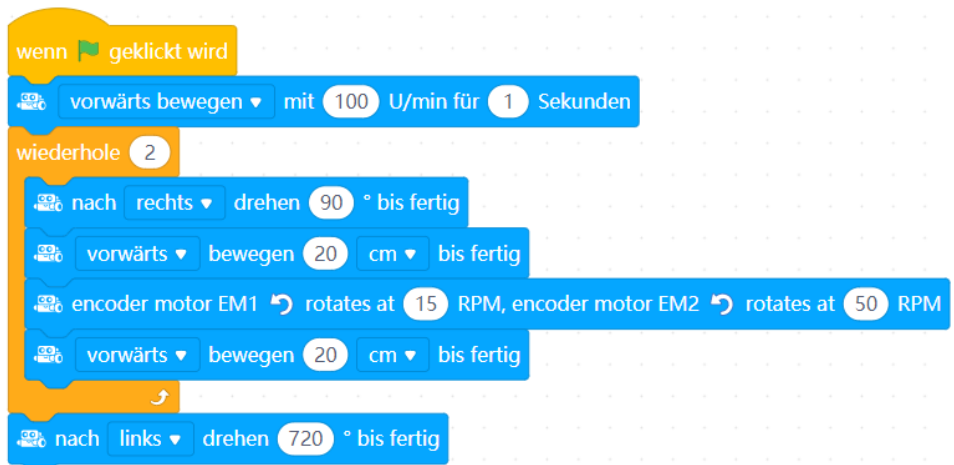 wenn geklickt wird
vorwärts bewegen mit 100 U/min für 1 Sekunden
wiederhole 2
nach rechts drehen 90 ° bis fertig
vorwärts bewegen 20 cm bis fertig
encoder motor EM1 rotates at 15 RPM, encoder motor EM2 rotates at 50 RPM
vorwärts bewegen 20 cm bis fertig
nach links drehen 720 ° bis fertig